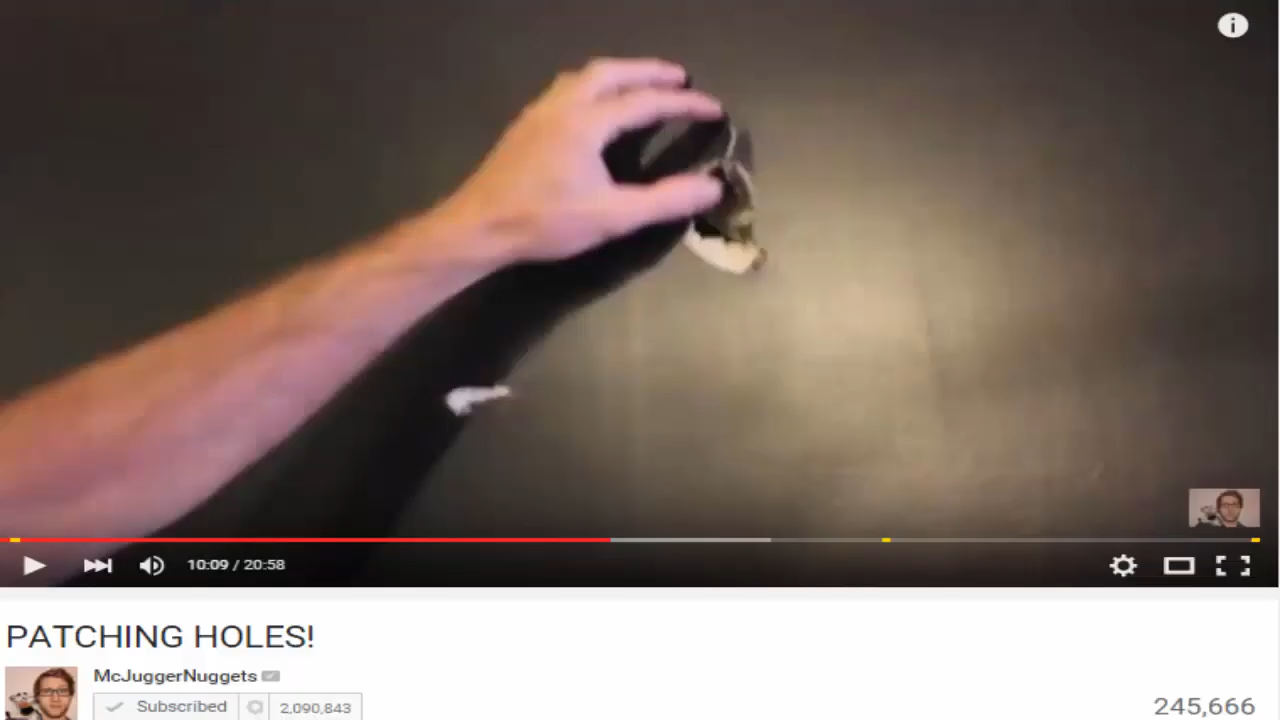 10:09 / 20:58
PATCHING HOLES!
McJuggerNuggets
Subscribed 2,090,843
245,666